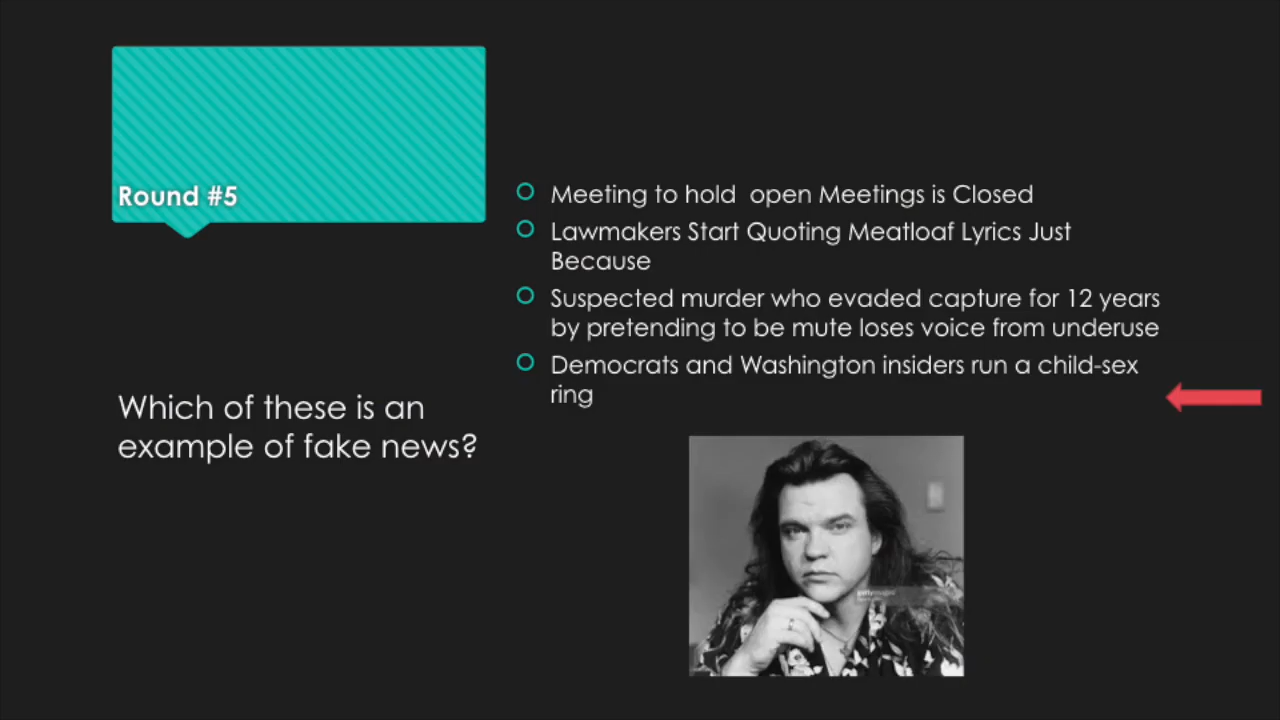 Round #5
Which of these is an
example of fake news?
Meeting to hold  open Meetings is Closed
Lawmakers Start Quoting Meatloaf Lyrics Just
Because
Suspected murder who evaded capture for 12 years
by pretending to be mute loses voice from underuse
Democrats and Washington insiders run a child-sex
ring
gettyimages